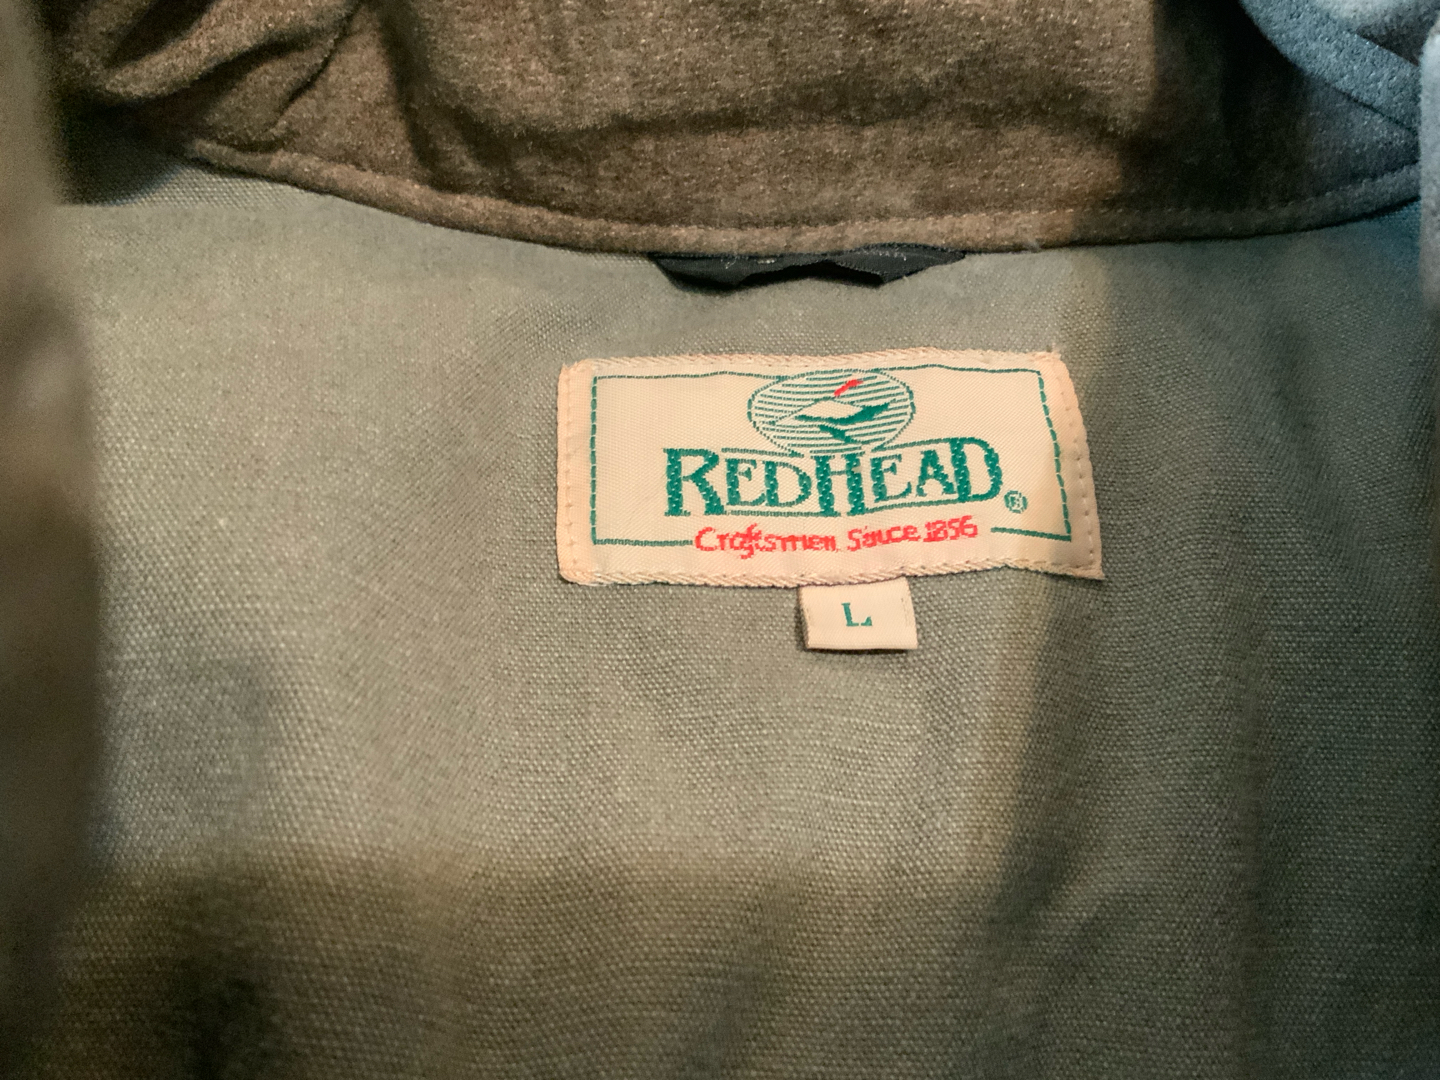 REDHEAD®
Craftsmen Since 1856
L